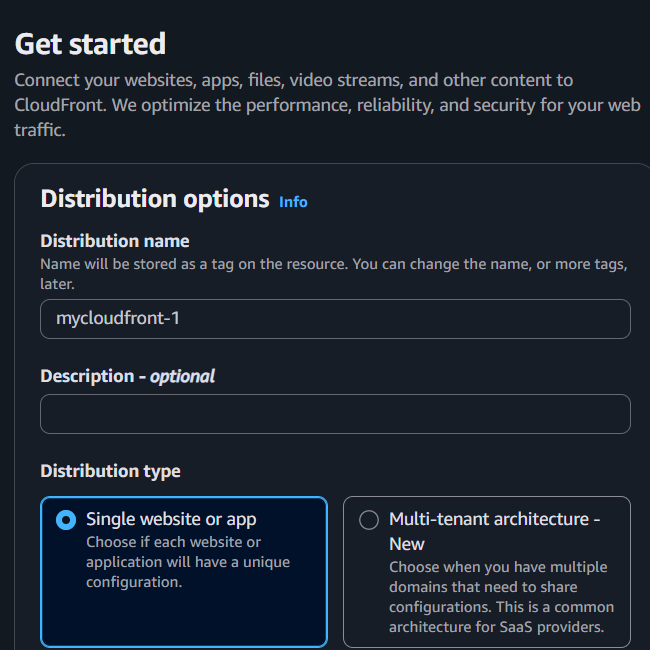 Get started
Connect your websites, apps, files, video streams, and other content to
CloudFront. We optimize the performance, reliability, and security for your web
traffic.
Distribution options Info
Distribution name
Name will be stored as a tag on the resource. You can change the name, or more tags,
later.
mycloudfront-1
Description - optional
Distribution type
Single website or app
Choose if each website or
application will have a unique
configuration.
Multi-tenant architecture -
New
Choose when you have multiple
domains that need to share
configurations. This is a common
architecture for SaaS providers.